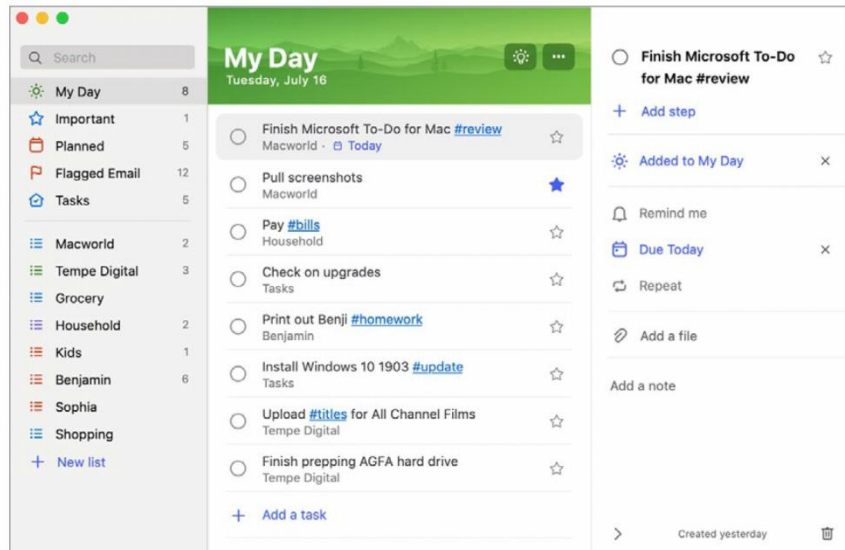 Search
My Day 8
Important 1
Planned 5
Flagged Email 12
Tasks 5
Macworld 2
Tempe Digital 3
Grocery
Household 2
Kids 1
Benjamin 6
Sophia
Shopping
+ New list
My Day
Tuesday, July 16
Finish Microsoft To-Do for Mac #review
Macworld · Today
Pull screenshots
Macworld
Pay #bills
Household
Check on upgrades
Tasks
Print out Benji #homework
Benjamin
Install Windows 10 1903 #update
Tasks
Upload #titles for All Channel Films
Tempe Digital
Finish prepping AGFA hard drive
Tempe Digital
+ Add a task
Finish Microsoft To-Do
for Mac #review
+ Add step
Added to My Day
Remind me
Due Today
Repeat
Add a file
Add a note
Created yesterday